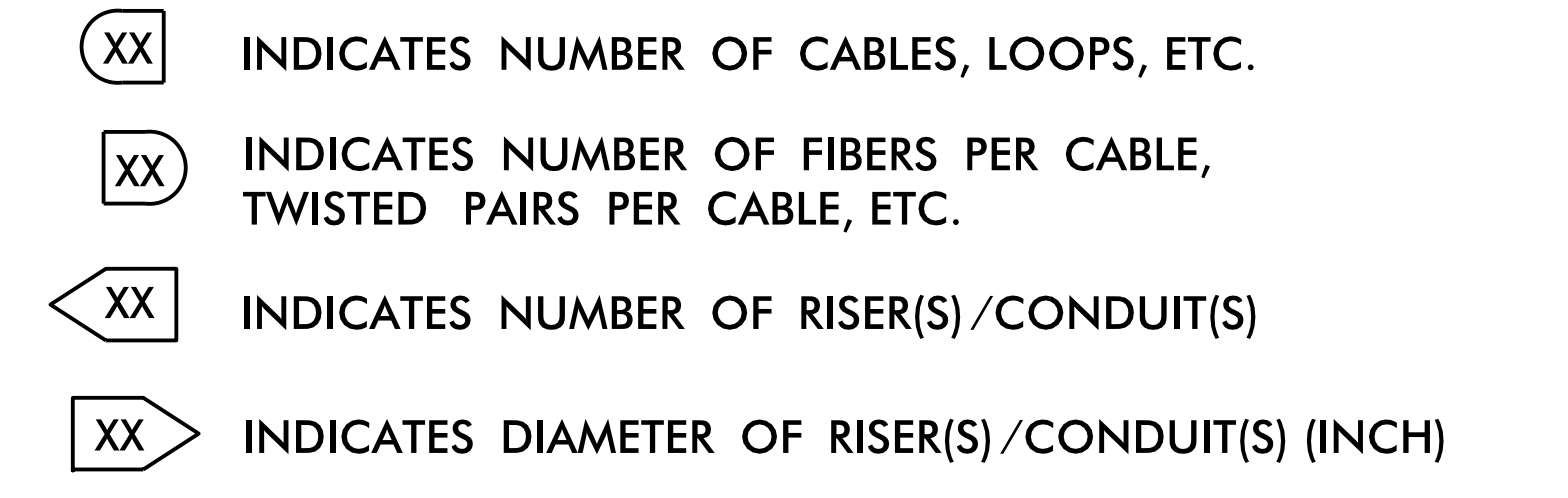 XX INDICATES NUMBER OF CABLES, LOOPS, ETC.
XX INDICATES NUMBER OF FIBERS PER CABLE,
TWISTED PAIRS PER CABLE, ETC.
XX INDICATES NUMBER OF RISER(S)/CONDUIT(S)
XX INDICATES DIAMETER OF RISER(S)/CONDUIT(S) (INCH)